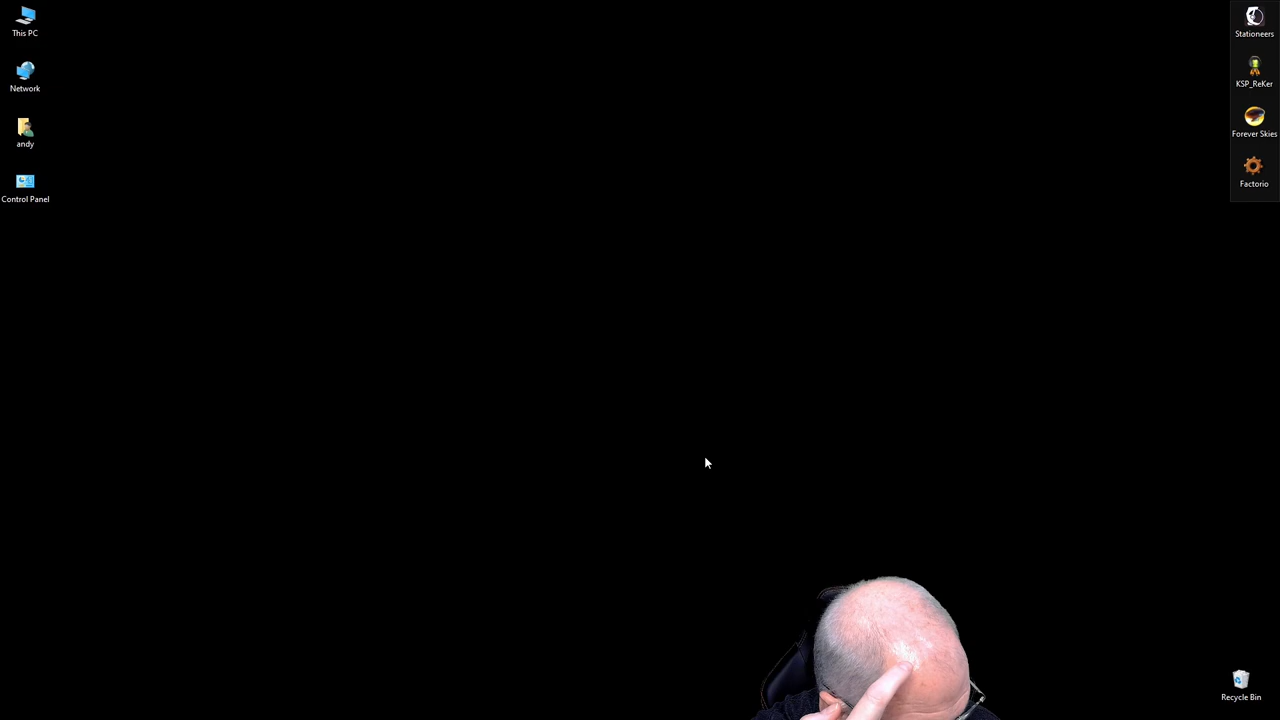 This PC
Network
andy
Control Panel
Stationeers
KSP_ReKer
Forever Skies
Factorio
Recycle Bin